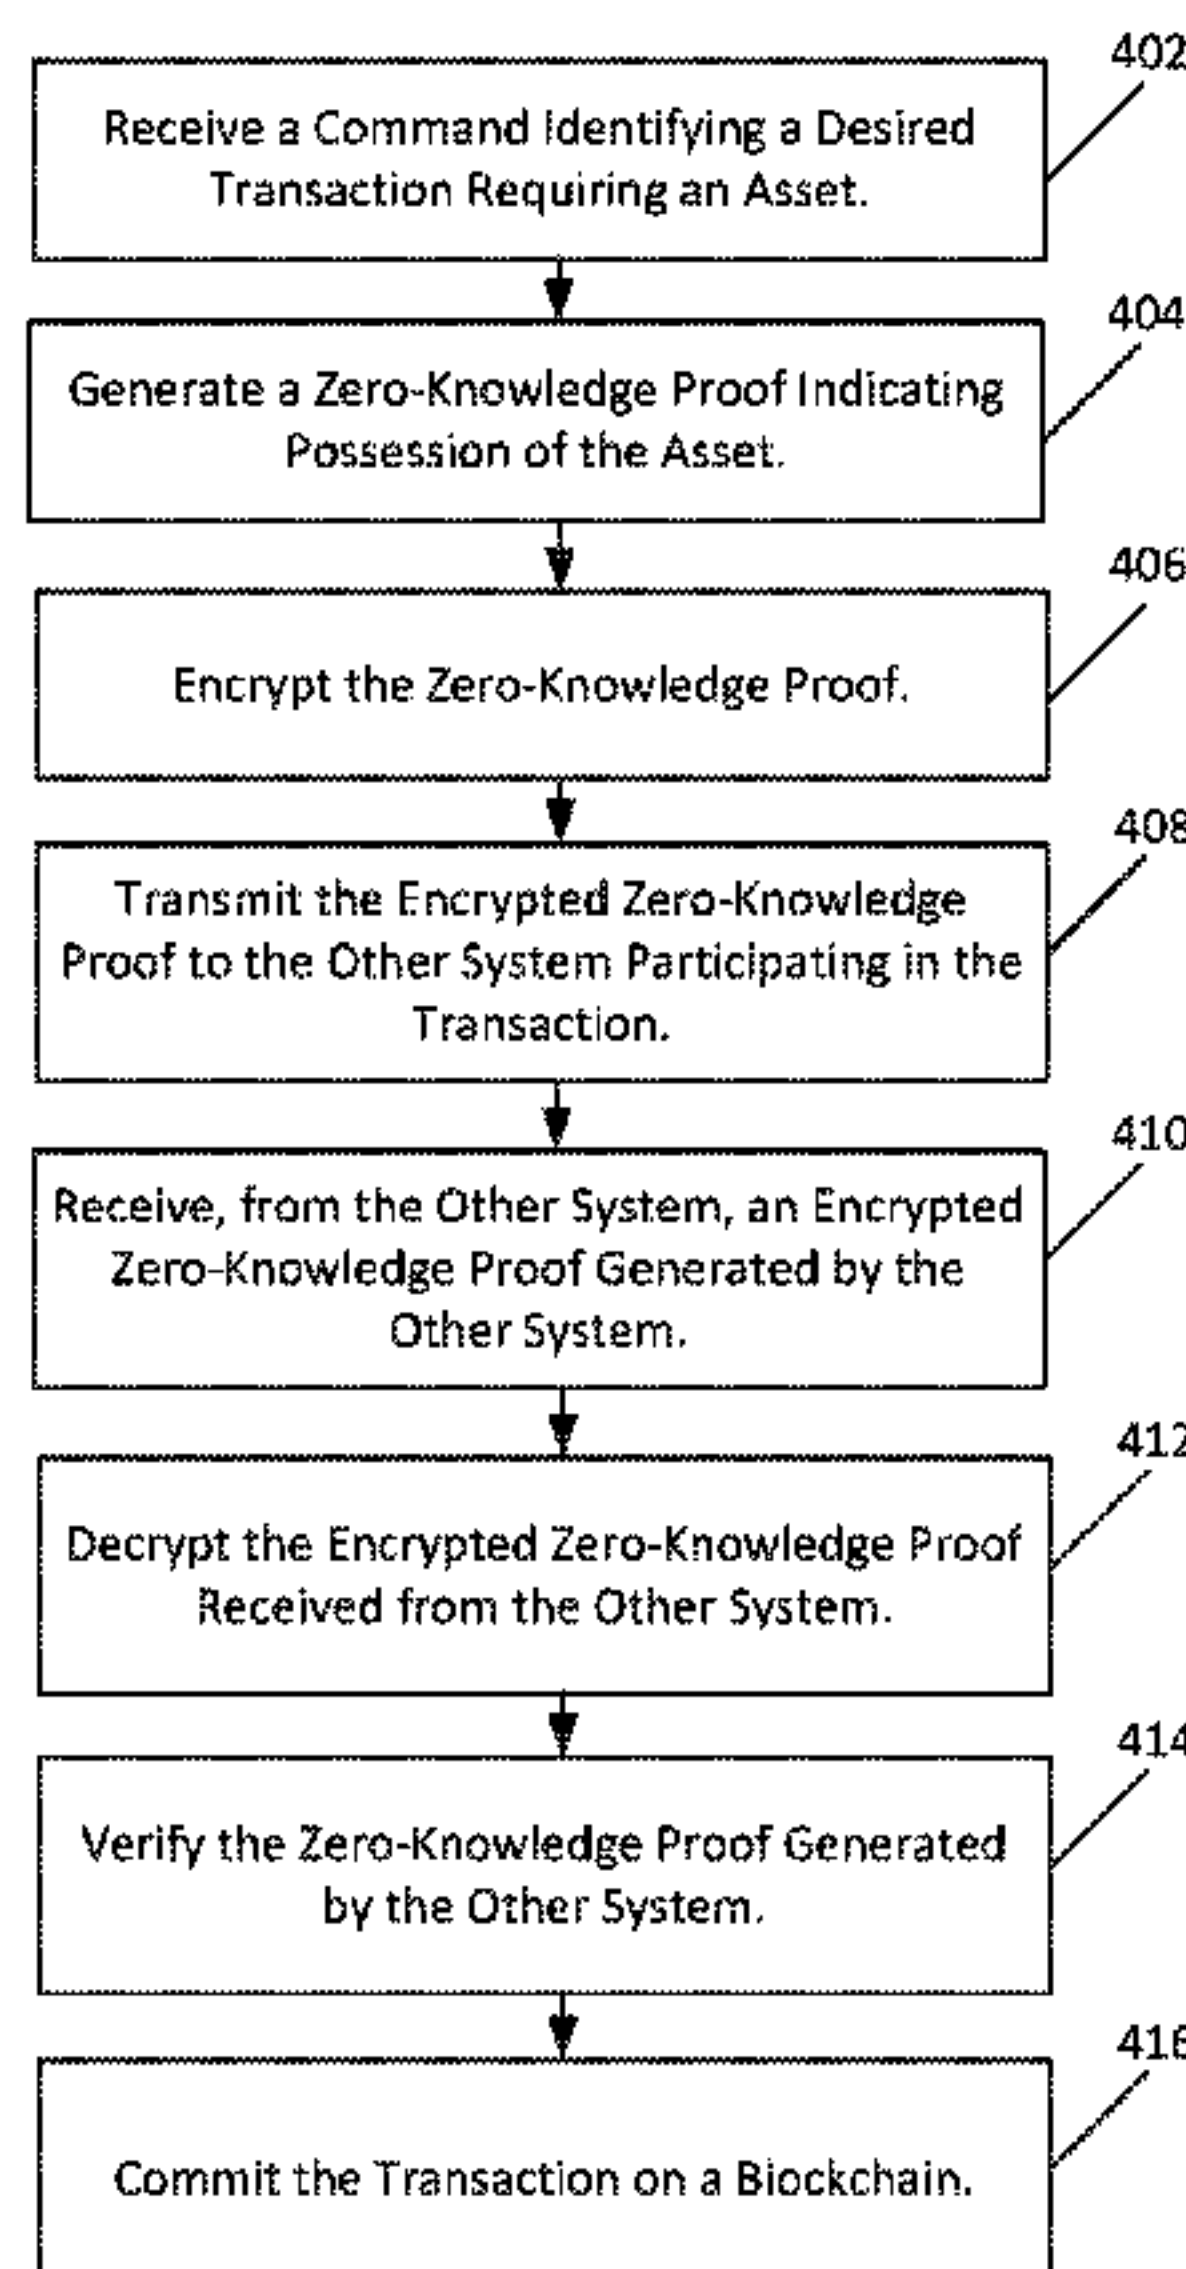 402
Receive a Command Identifying a Desired
Transaction Requiring an Asset.
404
Generate a Zero-Knowledge Proof Indicating
Possession of the Asset.
406
Encrypt the Zero-Knowledge Proof.
408
Transmit the Encrypted Zero-Knowledge
Proof to the Other System Participating in the
Transaction.
410
Receive, from the Other System, an Encrypted
Zero-Knowledge Proof Generated by the
Other System.
412
Decrypt the Encrypted Zero-Knowledge Proof
Received from the Other System.
414
Verify the Zero-Knowledge Proof Generated
by the Other System.
416
Commit the Transaction on a Blockchain.